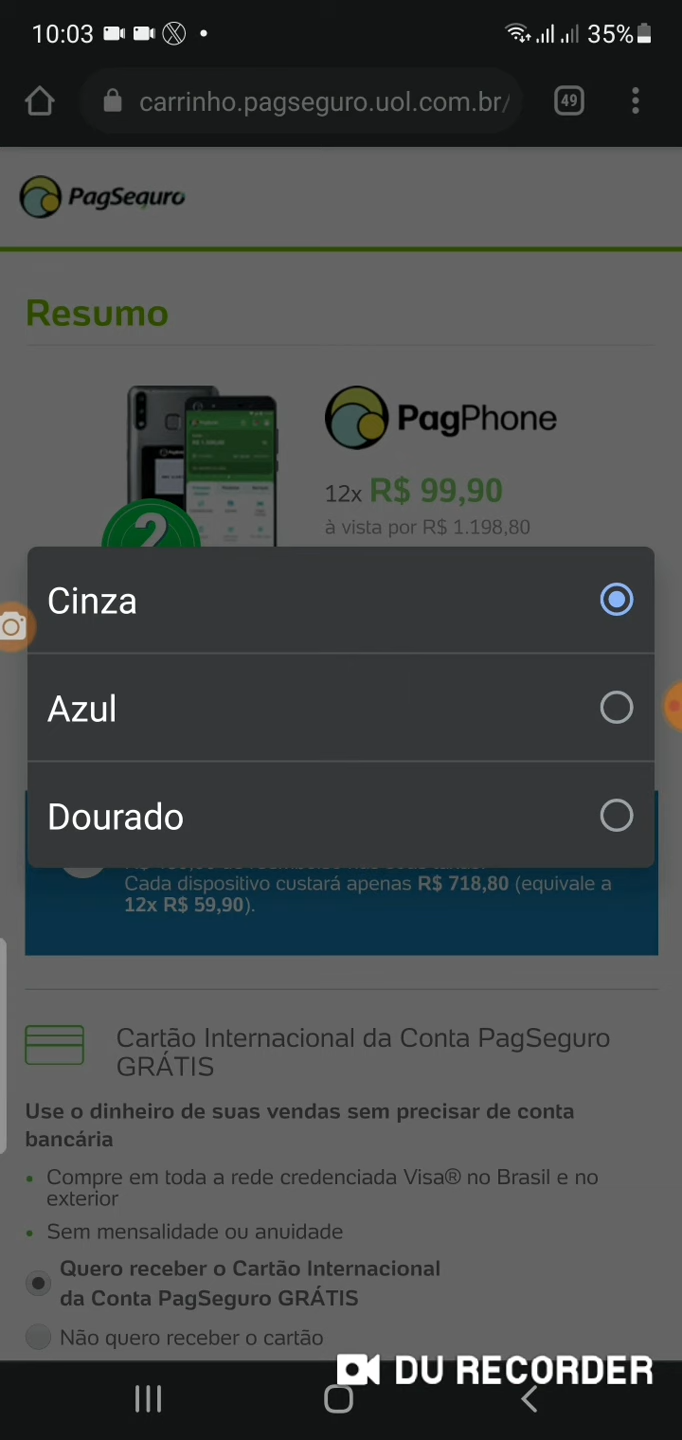 10:03
35%
carrinho.pagseguro.uol.com.br/
49
PagSeguro
Resumo
PagPhone
12x R$ 99,90
à vista por R$ 1.198,80
2
Cinza
Azul
Dourado
Cada dispositivo custará apenas R$ 718,80 (equivale a
12x R$ 59,90).
Cartão Internacional da Conta PagSeguro
GRÁTIS
Use o dinheiro de suas vendas sem precisar de conta
bancária
• Compre em toda a rede credenciada Visa® no Brasil e no
exterior
• Sem mensalidade ou anuidade
Quero receber o Cartão Internacional
da Conta PagSeguro GRÁTIS
Não quero receber o cartão
DU RECORDER